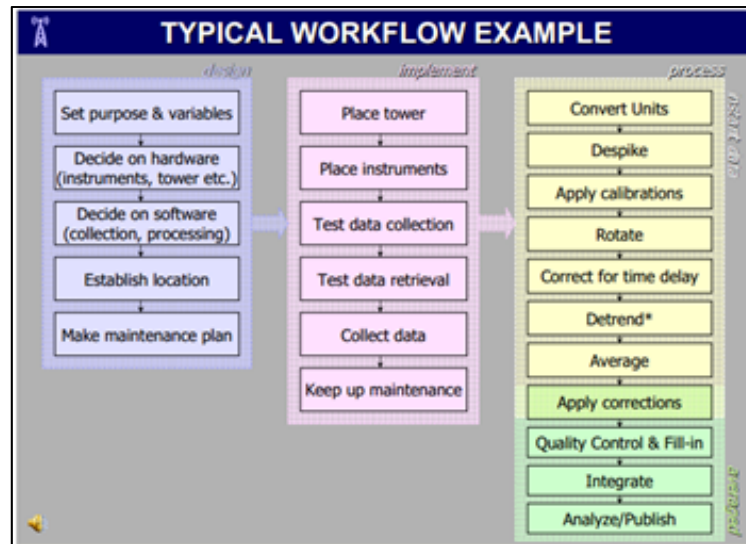 TYPICAL WORKFLOW EXAMPLE
design
Set purpose & variables
Decide on hardware
(instruments, tower etc.)
Decide on software
(collection, processing)
Establish location
Make maintenance plan
implement
Place tower
Place instruments
Test data collection
Test data retrieval
Collect data
Keep up maintenance
process
Convert Units
Despike
Apply calibrations
Rotate
Correct for time delay
Detrend*
Average
Apply corrections
Quality Control & Fill-in
Integrate
Analyze/Publish
averaged